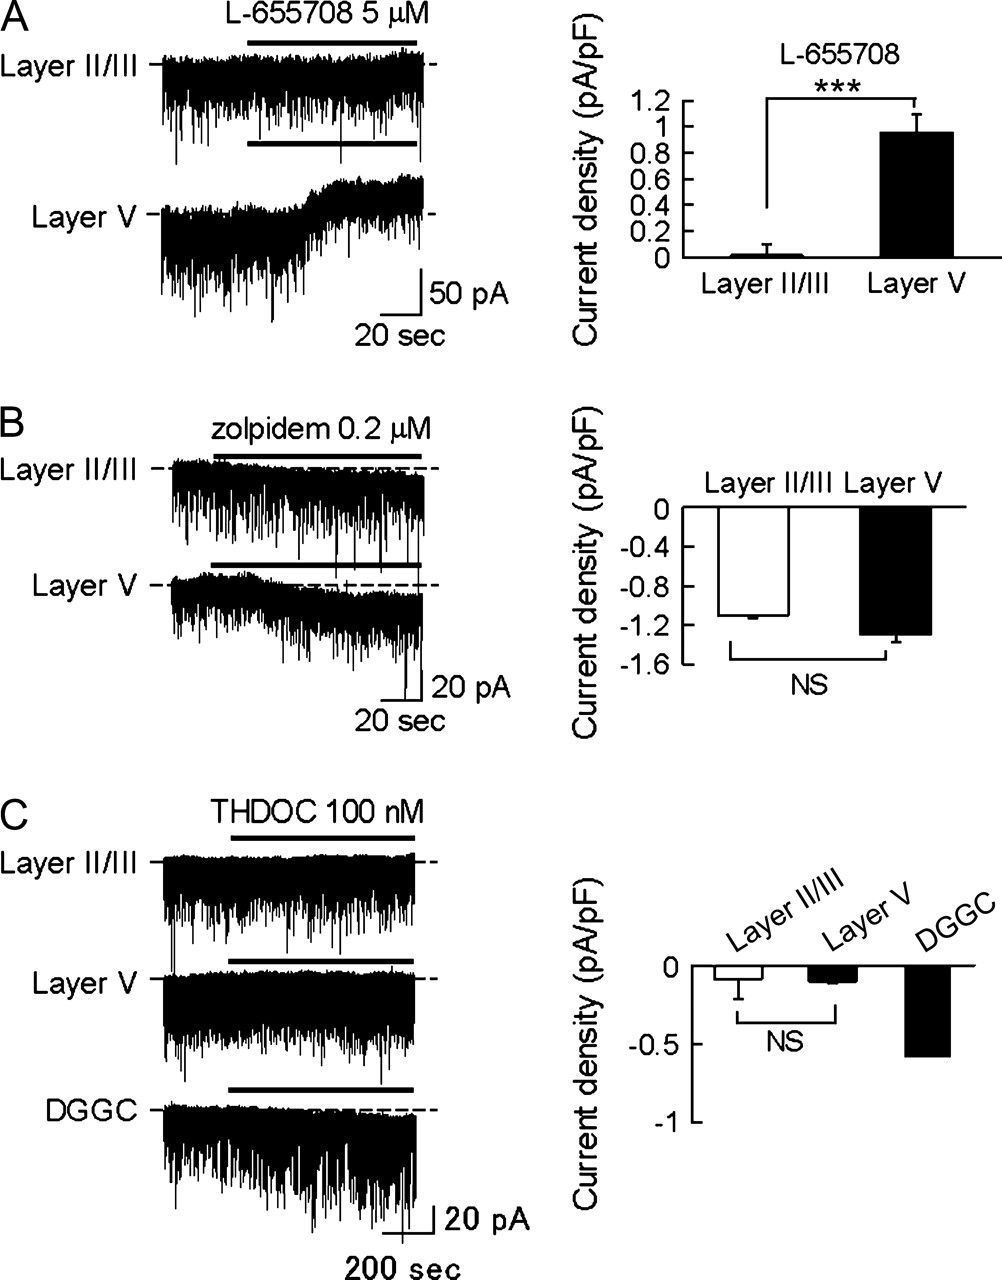 A
L-655708 5 µM
Layer II/III
Layer V
50 pA
20 sec
L-655708
***
Current density (pA/pF)
1.2
1
0.8
0.6
0.4
0.2
0
Layer II/III Layer V
B
zolpidem 0.2 µM
Layer II/III
Layer V
20 pA
20 sec
Current density (pA/pF)
Layer II/III Layer V
0
-0.4
-0.8
-1.2
-1.6
NS
C
THDOC 100 nM
Layer II/III
Layer V
DGGC
20 pA
200 sec
Current density (pA/pF)
Layer II/III
Layer V
DGGC
0
-0.5
-1
NS